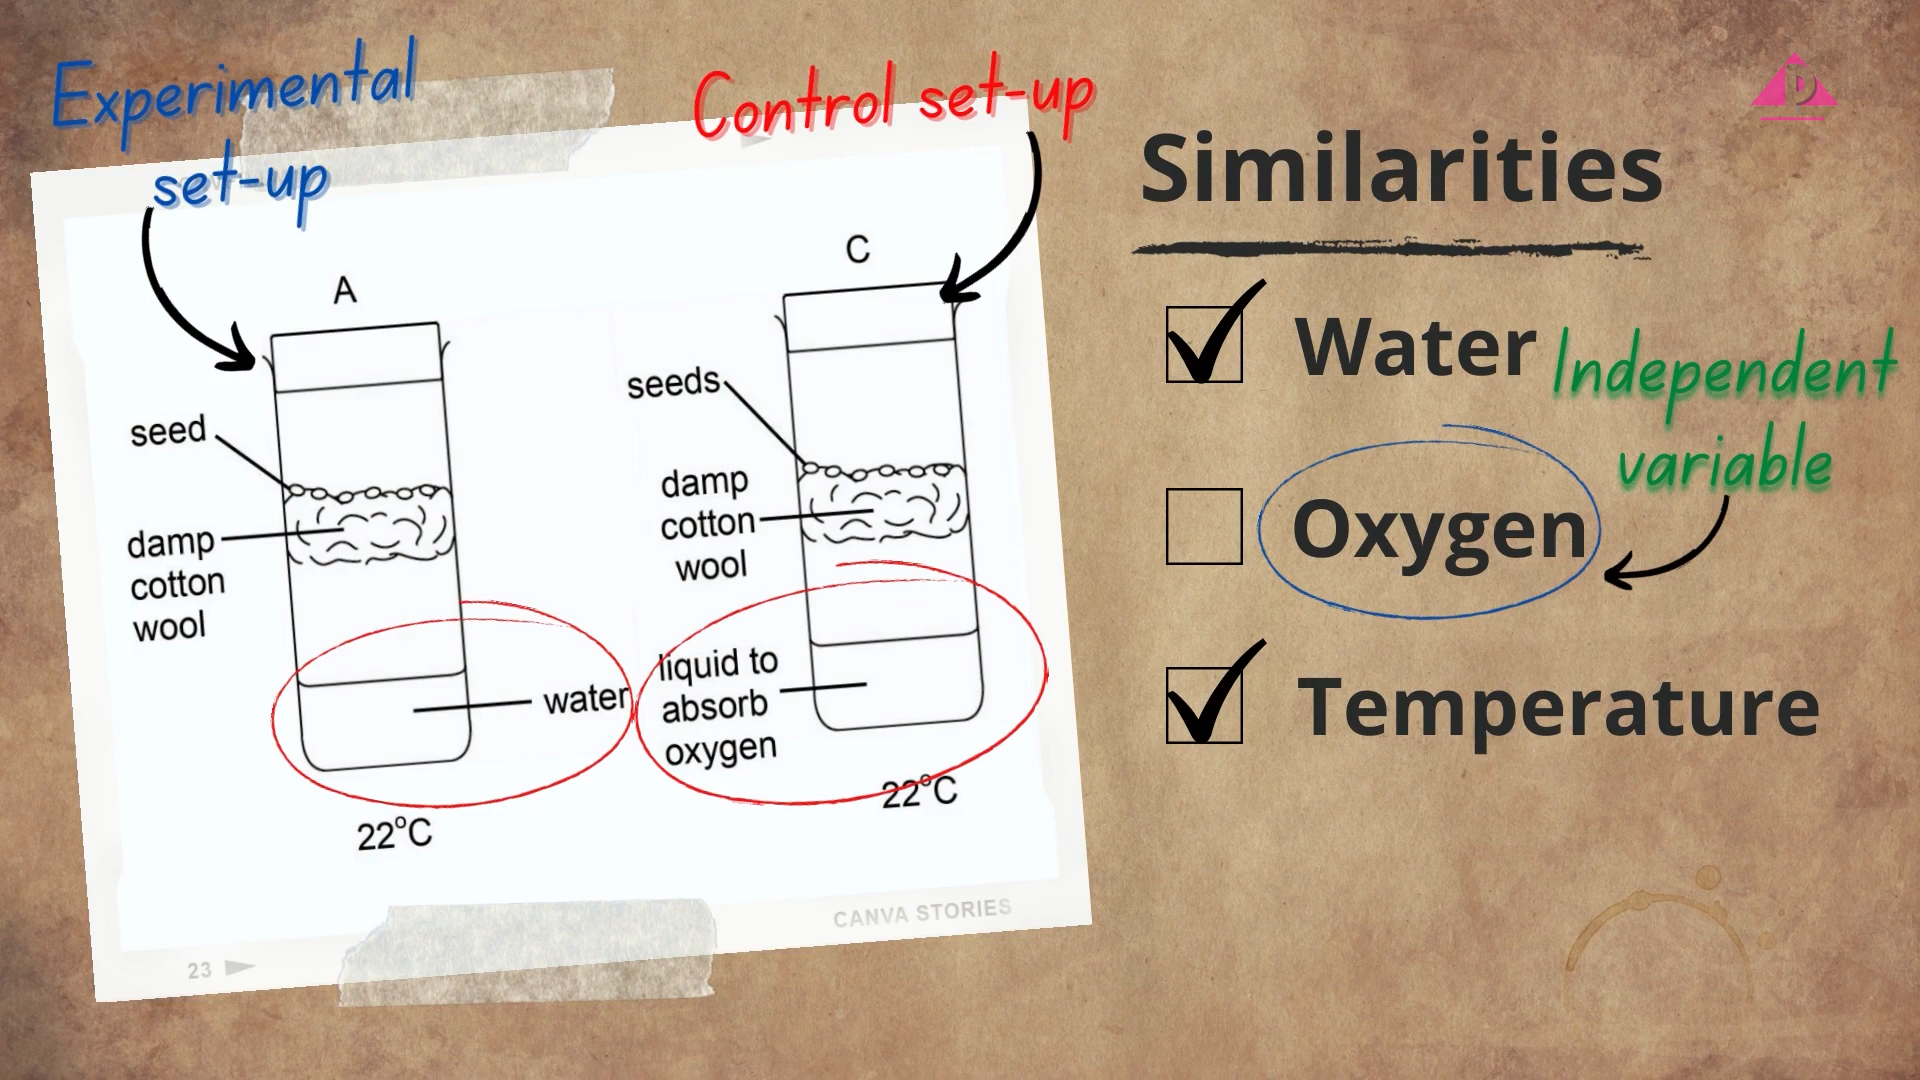 Experimental
set-up
Control set-up
A
seed
damp
cotton
wool
water
22°C
C
seeds
damp
cotton
wool
liquid to
absorb
oxygen
22°C
CANVA STORIES
23
D
Similarities
Water
Independent
variable
Oxygen
Temperature